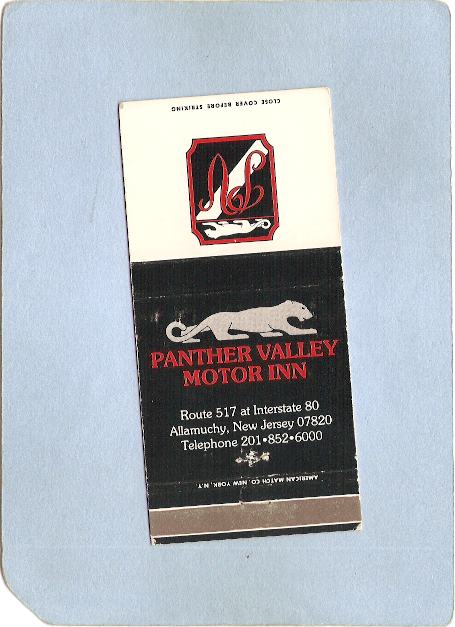 CLOSE COVER BEFORE STRIKING
PANTHER VALLEY
MOTOR INN
Route 517 at Interstate 80
Allamuchy, New Jersey 07820
Telephone 201•852•6000
AMERICAN MATCH CO. NEW YORK, N.Y.